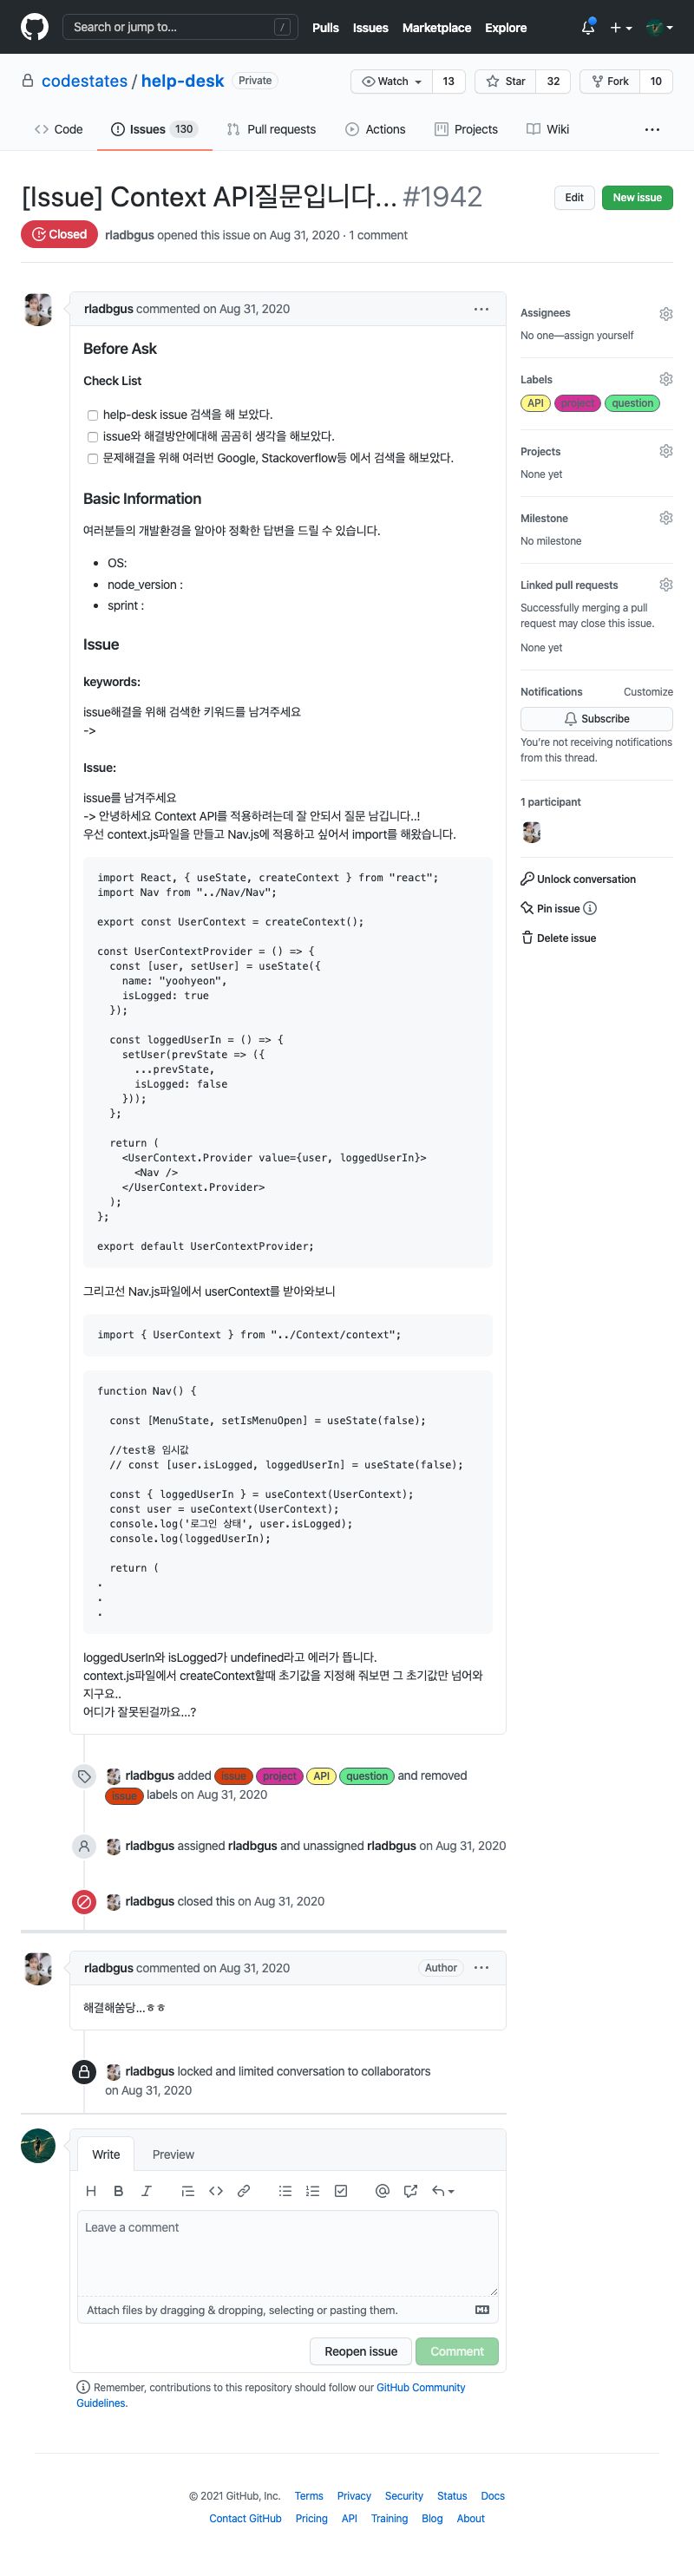 Search or jump to... /
Pulls Issues Marketplace Explore
codestates / help-desk Private
Watch 13 Star 32 Fork 10
Code Issues 130 Pull requests Actions Projects Wiki
[Issue] Context API질문입니다... #1942
Edit New issue
Closed rladbgus opened this issue on Aug 31, 2020 · 1 comment
rladbgus commented on Aug 31, 2020
Before Ask
Check List
help-desk issue 검색을 해 보았다.
issue와 해결방안에대해 곰곰히 생각을 해보았다.
문제해결을 위해 여러번 Google, Stackoverflow등 에서 검색을 해보았다.
Basic Information
여러분들의 개발환경을 알아야 정확한 답변을 드릴 수 있습니다.
• OS:
• node_version :
• sprint :
Issue
keywords:
issue해결을 위해 검색한 키워드를 남겨주세요
->
Issue:
issue를 남겨주세요
-> 안녕하세요 Context API를 적용하려는데 잘 안되서 질문 남깁니다..!
우선 context.js파일을 만들고 Nav.js에 적용하고 싶어서 import를 해왔습니다.
import React, { useState, createContext } from "react";
import Nav from "../Nav/Nav";
export const UserContext = createContext();
const UserContextProvider = () => {
const [user, setUser] = useState({
name: "yoohyeon",
isLogged: true
});
const loggedUserIn = () => {
setUser(prevState => ({
...prevState,
isLogged: false
}));
};
return (
<UserContext.Provider value={user, loggedUserIn}>
<Nav />
</UserContext.Provider>
);
};
export default UserContextProvider;
그리고선 Nav.js파일에서 userContext를 받아와보니
import { UserContext } from "../Context/context";
function Nav() {
const [MenuState, setIsMenuOpen] = useState(false);
//test용 임시값
// const [user.isLogged, loggedUserIn] = useState(false);
const { loggedUserIn } = useContext(UserContext);
const user = useContext(UserContext);
console.log('로그인 상태', user.isLogged);
console.log(loggedUserIn);
return (
.
.
.
loggedUserIn와 isLogged가 undefined라고 에러가 뜹니다.
context.js파일에서 createContext할때 초기값을 지정해 줘보면 그 초기값만 넘어와
지구요..
어디가 잘못된걸까요...?
rladbgus added issue project API question and removed
issue labels on Aug 31, 2020
rladbgus assigned rladbgus and unassigned rladbgus on Aug 31, 2020
rladbgus closed this on Aug 31, 2020
rladbgus commented on Aug 31, 2020 Author
해결해쑴당...ㅎㅎ
rladbgus locked and limited conversation to collaborators
on Aug 31, 2020
Write Preview
Leave a comment
Attach files by dragging & dropping, selecting or pasting them.
Reopen issue Comment
Remember, contributions to this repository should follow our GitHub Community
Guidelines.
Assignees
No one—assign yourself
Labels
API project question
Projects
None yet
Milestone
No milestone
Linked pull requests
Successfully merging a pull
request may close this issue.
None yet
Notifications Customize
Subscribe
You're not receiving notifications
from this thread.
1 participant
Unlock conversation
Pin issue
Delete issue
© 2021 GitHub, Inc. Terms Privacy Security Status Docs
Contact GitHub Pricing API Training Blog About